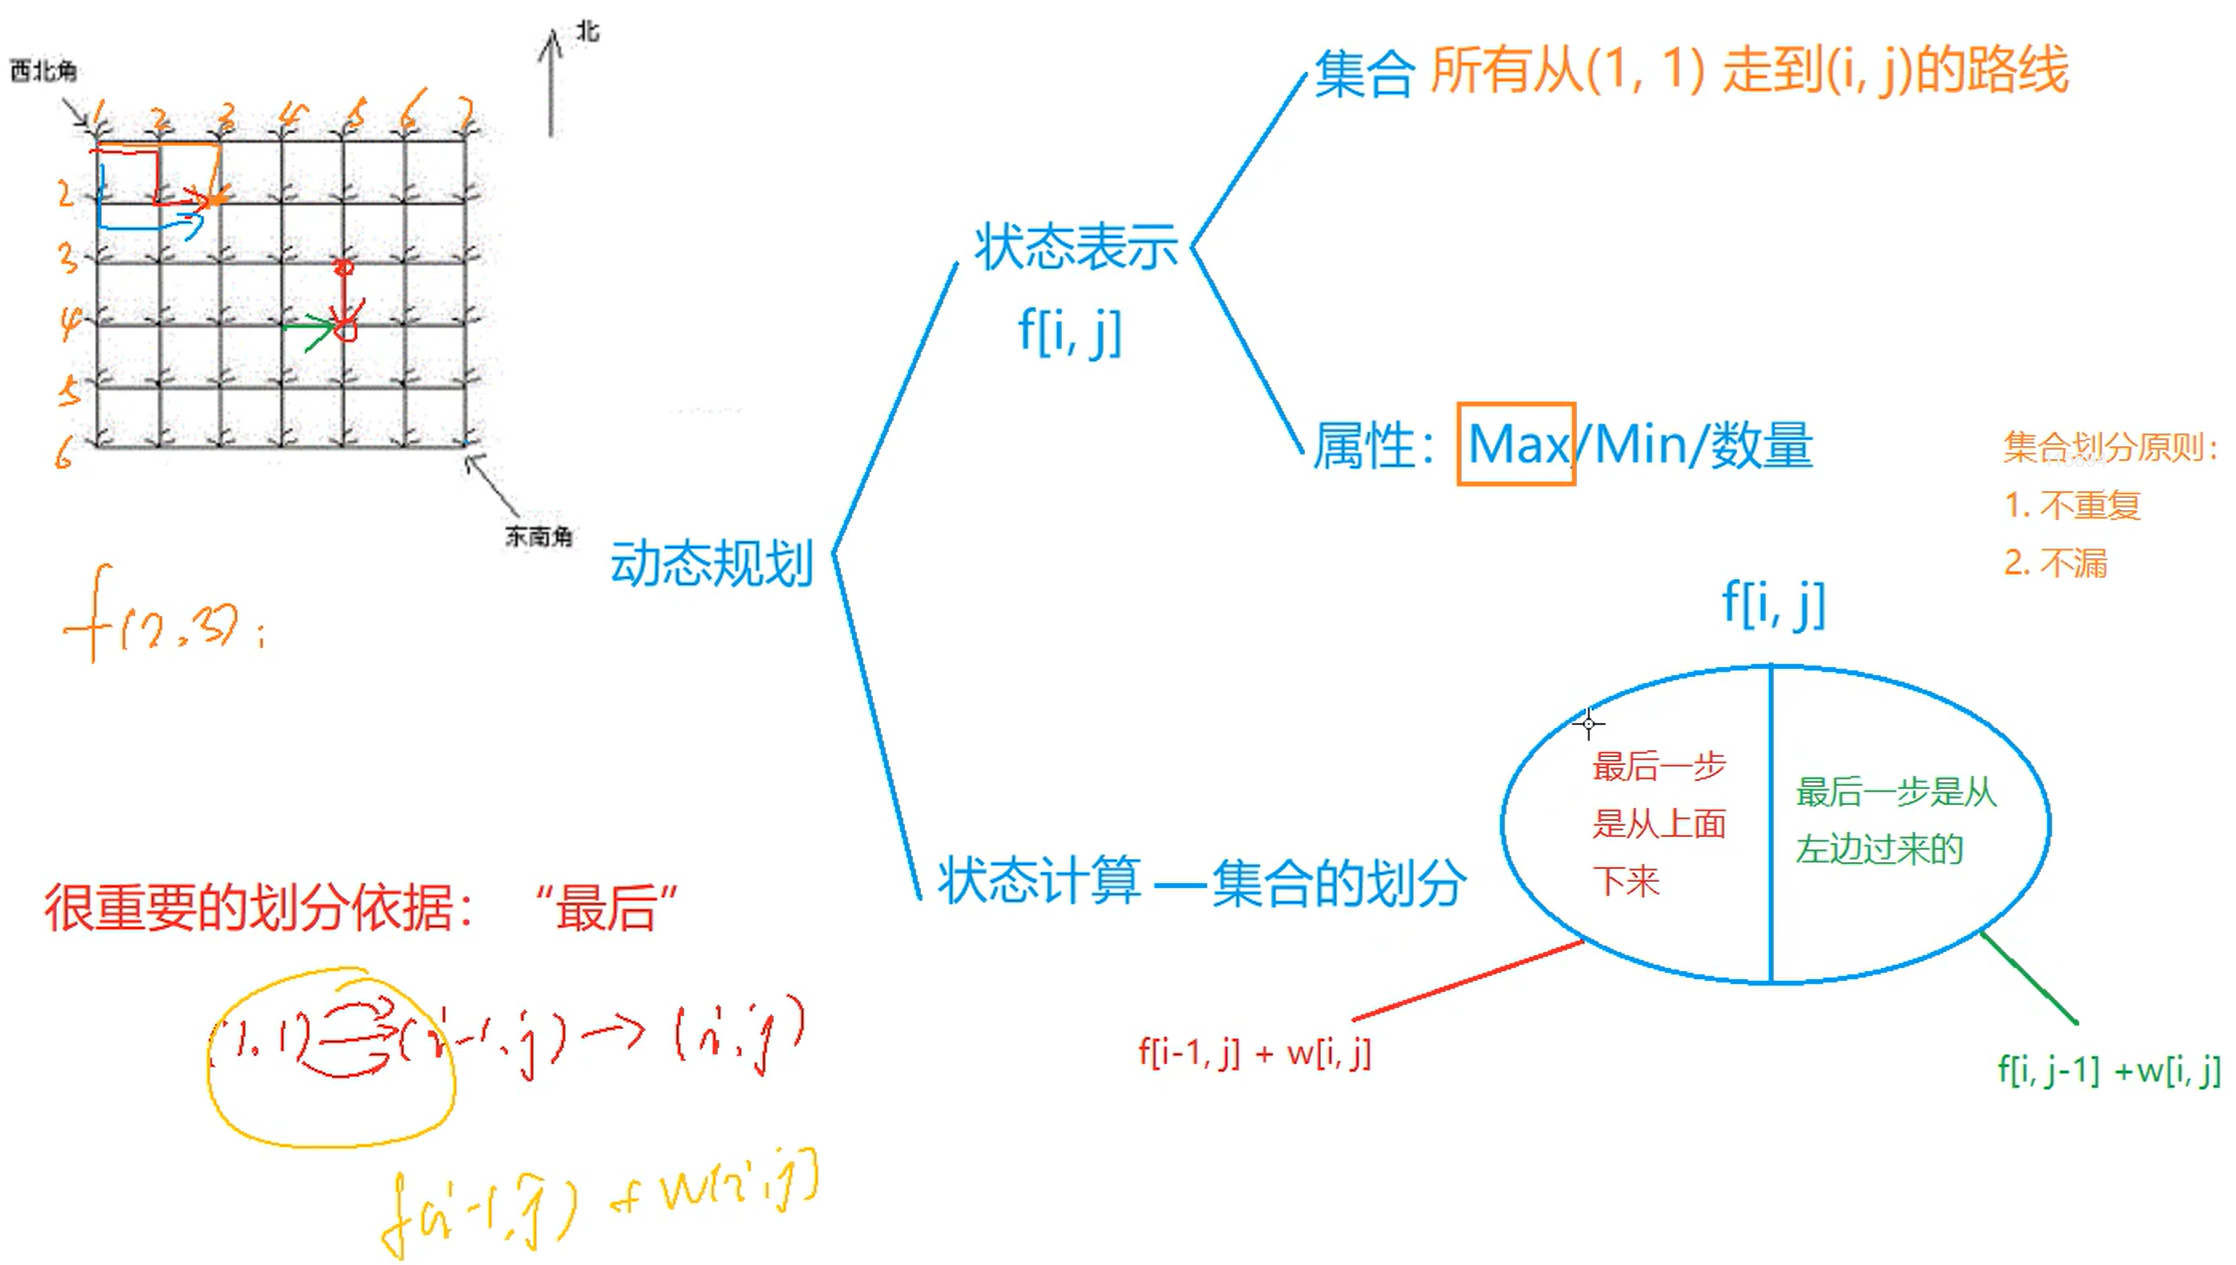 北
西北角
1 2 3 4 5 6 7
2
3
4
5
6
东南角
f(2,3);
动态规划
状态表示
f[i, j]
集合 所有从(1, 1) 走到(i, j)的路线
属性: Max/Min/数量
集合划分原则:
1. 不重复
2. 不漏
状态计算 — 集合的划分
f[i, j]
最后一步
是从上面
下来
最后一步是从
左边过来的
f[i-1, j] + w[i, j]
f[i, j-1] +w[i, j]
很重要的划分依据: “最后”
(1,1) (i-1,j) → (i,j)
f(i-1,j) + w(i,j)